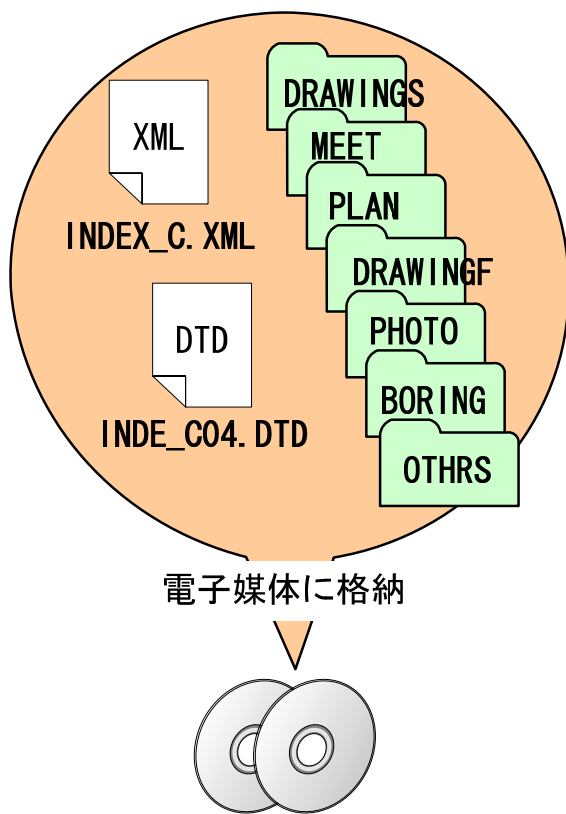 XML
INDEX_C.XML
DTD
INDE_C04.DTD
DRAWINGS
MEET
PLAN
DRAWINGF
PHOTO
BORING
OTHRS
電子媒体に格納